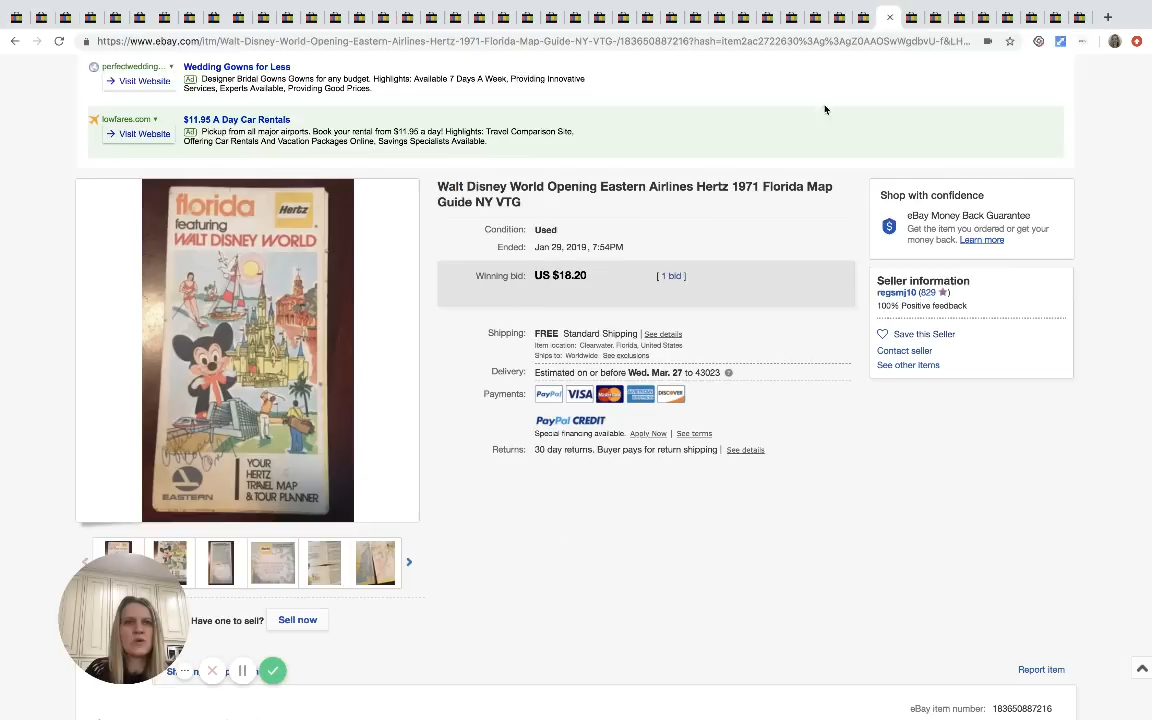 https://www.ebay.com/itm/Walt-Disney-World-Opening-Eastern-Airlines-Hertz-1971-Florida-Map-Guide-NY-VTG-/183650887216?hash=item2ac2722630%3Ag%3AgZ0AAOSwWgdbvU-f&LH...
perfectwedding...
Wedding Gowns for Less
Visit Website
Ad Designer Bridal Gowns Gowns for any budget. Highlights: Available 7 Days A Week, Providing Innovative
Services, Experts Available, Providing Good Prices.
lowfares.com
$11.95 A Day Car Rentals
Visit Website
Ad Pickup from all major airports. Book your rental from $11.95 a day! Highlights: Travel Comparison Site,
Offering Car Rentals And Vacation Packages Online, Savings Specialists Available.
florida
featuring
WALT DISNEY WORLD
Hertz
YOUR
HERTZ
TRAVEL MAP
& TOUR PLANNER
EASTERN
Walt Disney World Opening Eastern Airlines Hertz 1971 Florida Map
Guide NY VTG
Condition: Used
Ended: Jan 29, 2019 , 7:54PM
Winning bid: US $18.20 [ 1 bid ]
Shipping: FREE Standard Shipping | See details
Item location: Clearwater, Florida, United States
Ships to: Worldwide See exclusions
Delivery: Estimated on or before Wed. Mar. 27 to 43023
Payments: PayPal VISA MasterCard DISCOVER
PayPal CREDIT
Special financing available. Apply Now | See terms
Returns: 30 day returns. Buyer pays for return shipping | See details
Shop with confidence
eBay Money Back Guarantee
Get the item you ordered or get your
money back. Learn more
Seller information
regsmj10 (829 )
100% Positive feedback
Save this Seller
Contact seller
See other items
Have one to sell? Sell now
Report item
eBay item number: 183650887216